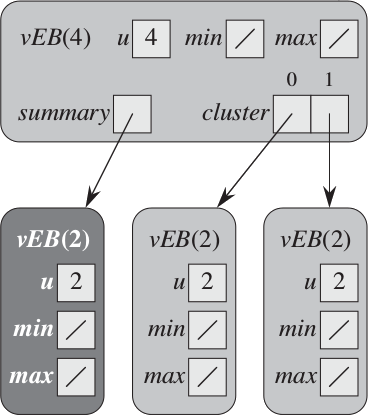 vEB(4) u 4 min / max /
0 1
summary cluster
vEB(2) vEB(2) vEB(2)
u 2 u 2 u 2
min / min / min /
max / max / max /